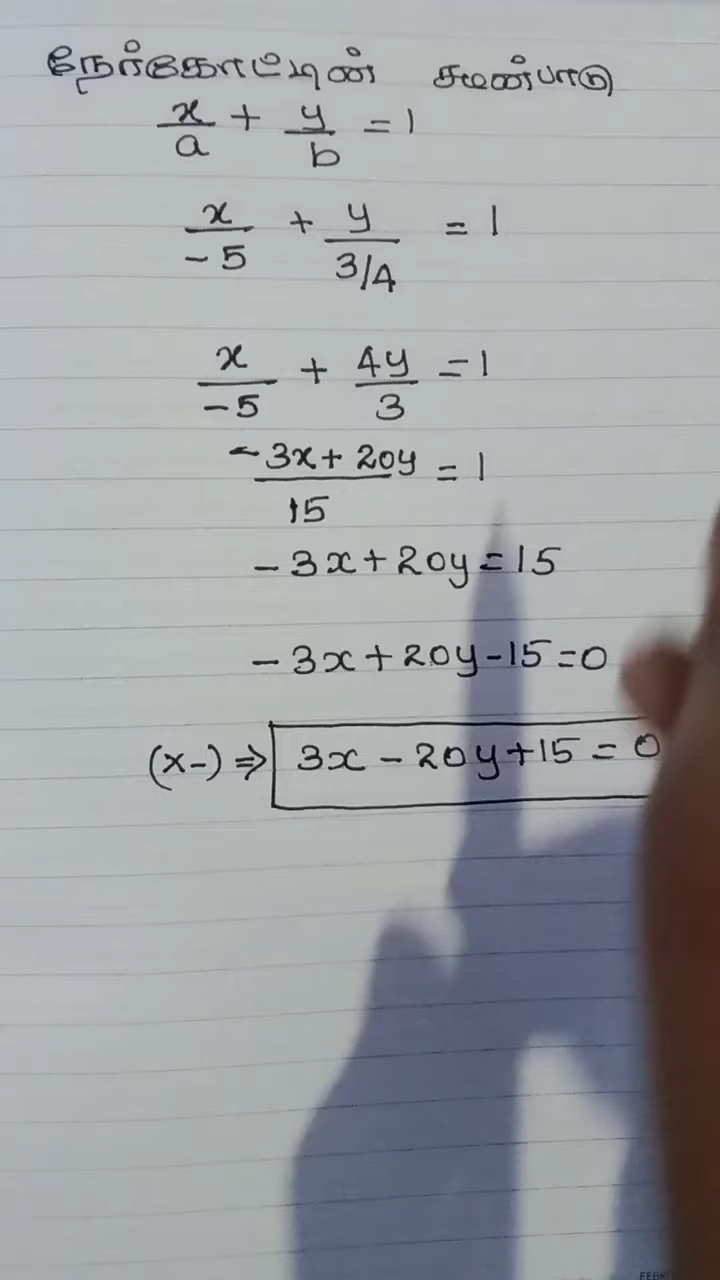 நேர்கோட்டின் சமன்பாடு
x/a + y/b = 1
x/-5 + y/3/4 = 1
x/-5 + 4y/3 = 1
-3x + 20y/15 = 1
-3x + 20y = 15
-3x + 20y - 15 = 0
(x-) ⇒ 3x - 20y + 15 = 0